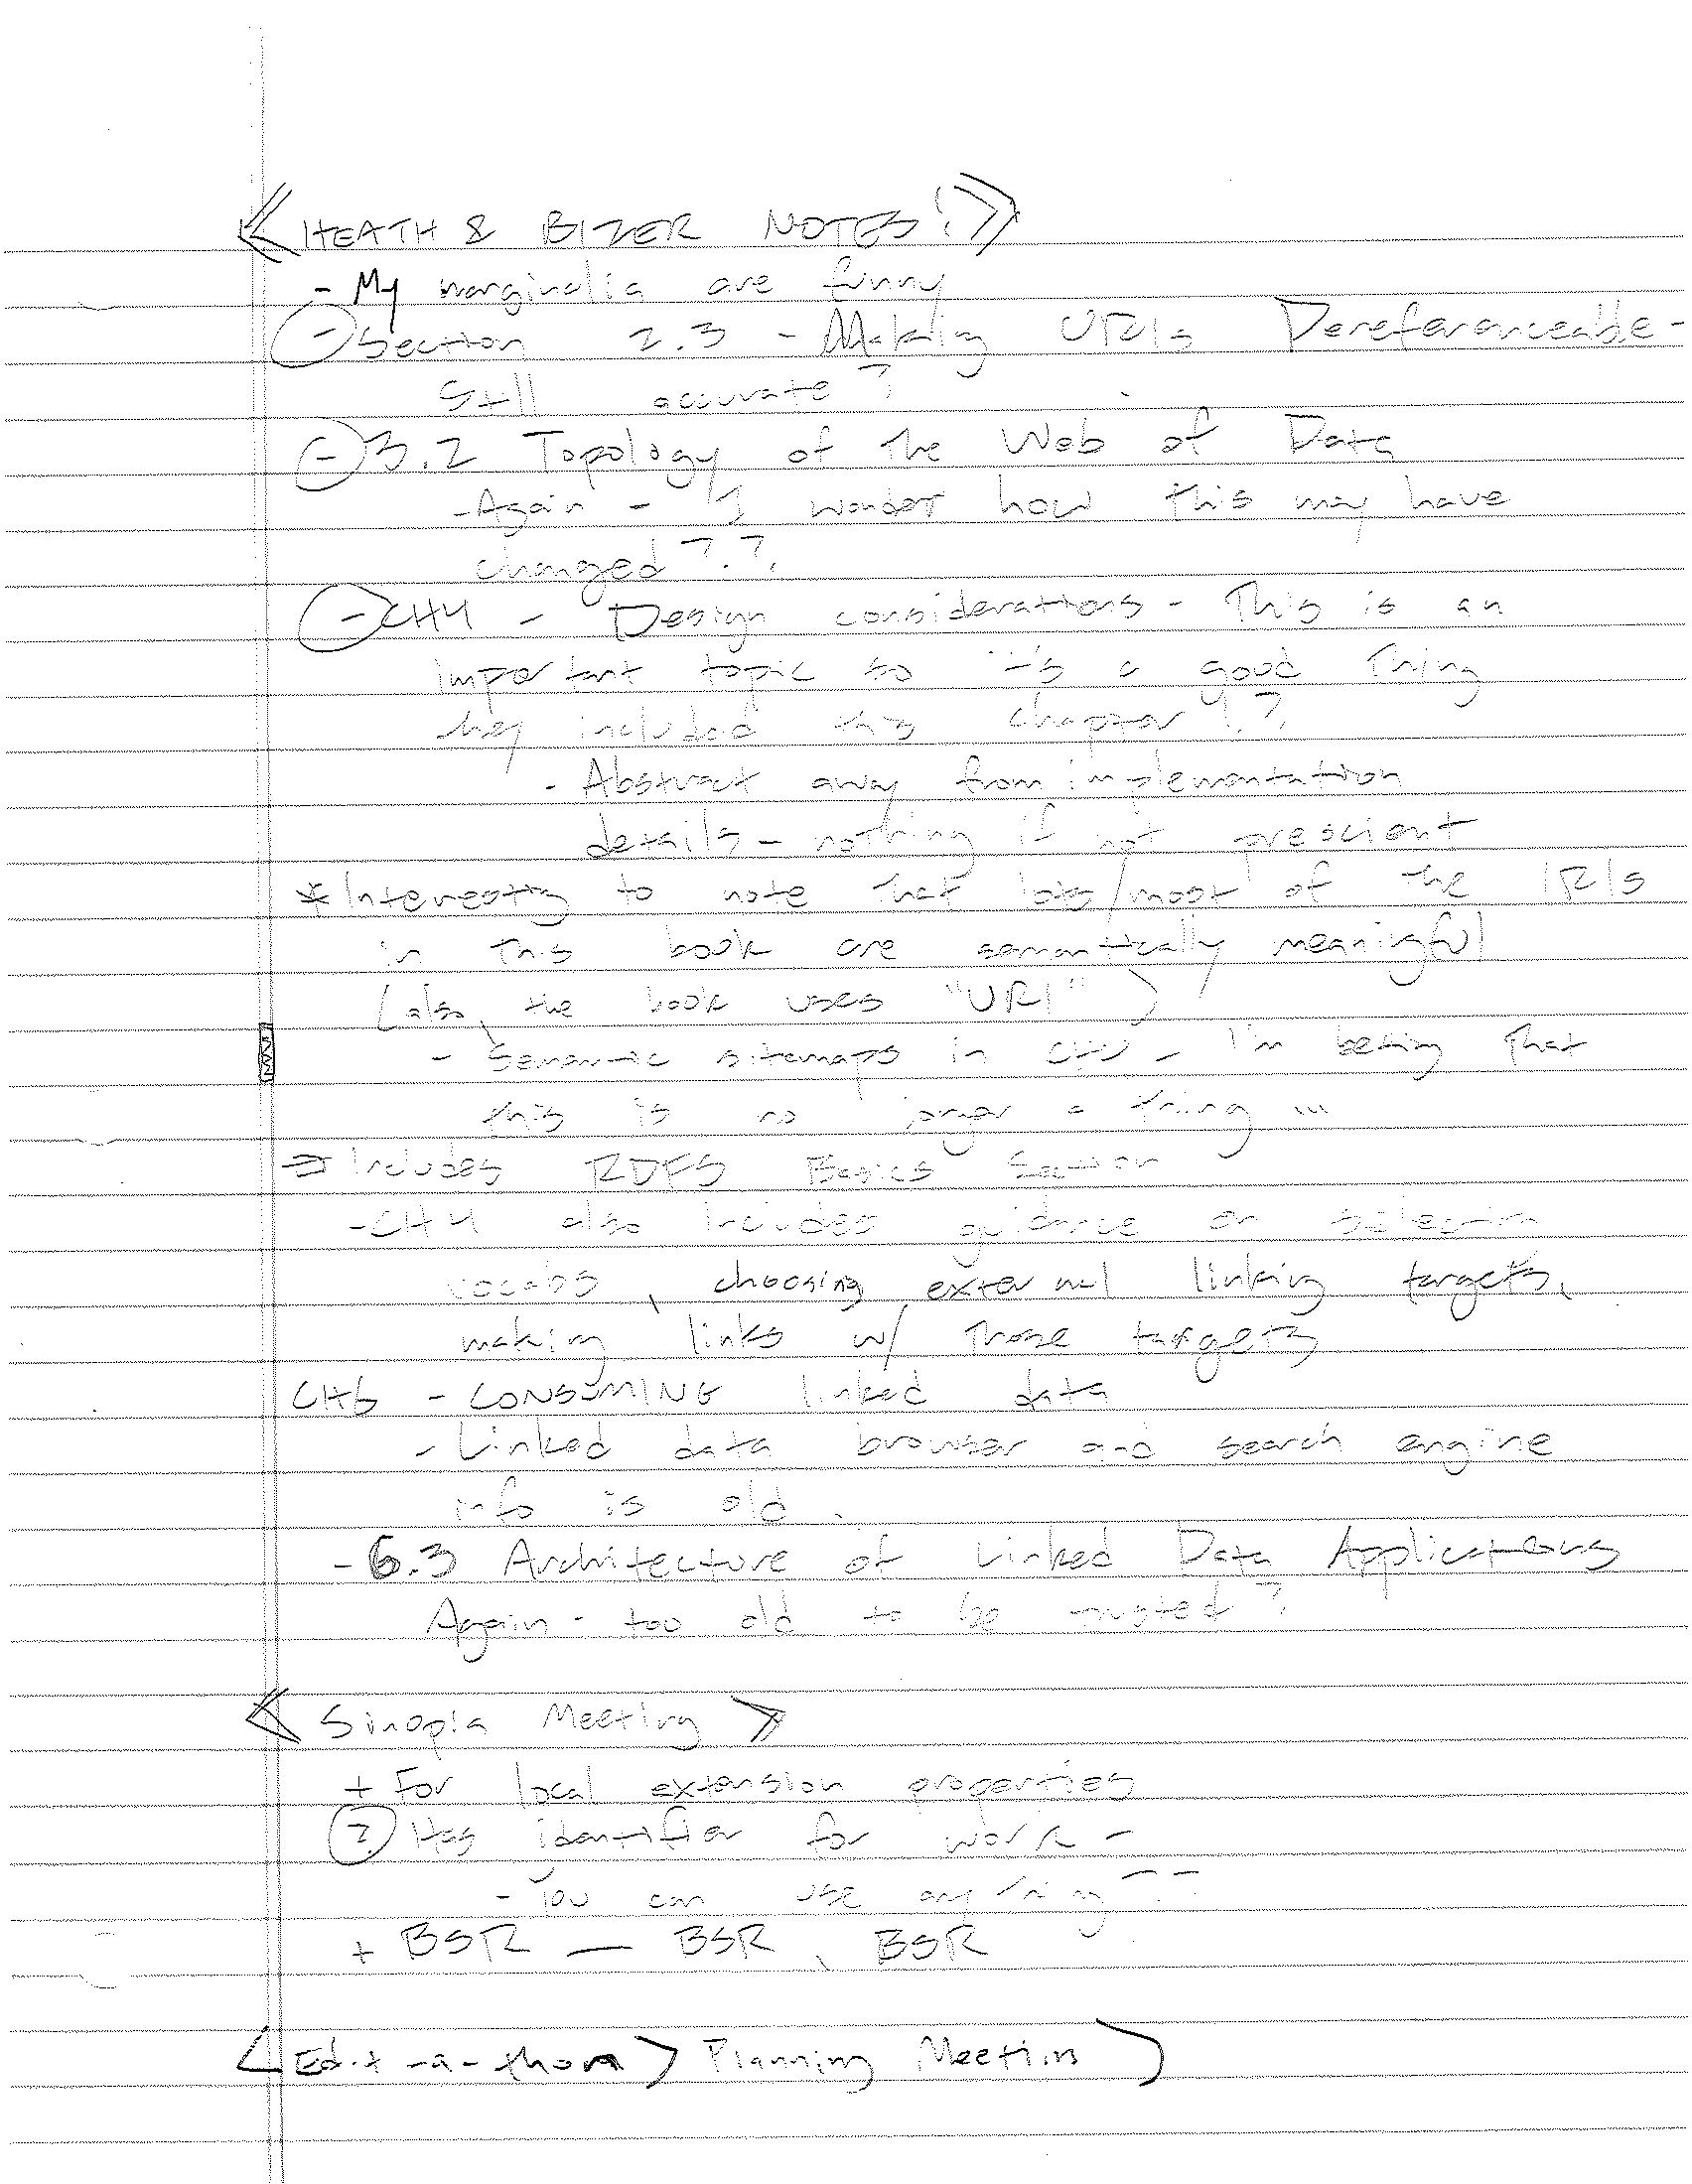 <<HEATH & BIZER NOTES!>>
- My marginalia are funny
- Section 2.3 - Making URIs Dereferenceable -
Still accurate?
- 3.2 Topology of the Web of Data
- Again - I wonder how this may have
changed??
- CH4 - Design considerations - This is an
important topic so it's a good thing
they included this chapter!?
- Abstract away from implementation
details - nothing if not prescient
* Interesting to note that lots/most of the IRIs
in this book are semantically meaningful
(also, the book uses "URI")
- Semantic sitemaps in CH4 - I'm betting that
this is no longer a thing ...
Includes RDFS Basics Section
- CH4 also includes guidance on selecting
vocabs, choosing external linking targets,
making links w/ those targets
CH6 - CONSUMING linked data
- Linked data browser and search engine
info is old.
- 6.3 Architecture of Linked Data Applications
Again - too old to be trusted?
<< Sinopia Meeting >>
+ For local extension properties
? Has identifier for work -
- You can use anything??
+ BSR — BSR, BSR
<Edit-a-thon> Planning Meeting>